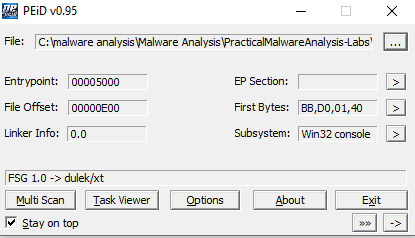 PEiD v0.95
File: C:\malware analysis\Malware Analysis\PracticalMalwareAnalysis-Labs\ ...
Entrypoint: 00005000 EP Section: >
File Offset: 00000E00 First Bytes: BB,D0,01,40 >
Linker Info: 0.0 Subsystem: Win32 console >
FSG 1.0 -> dulek/xt
Multi Scan Task Viewer Options About Exit
Stay on top »» ->